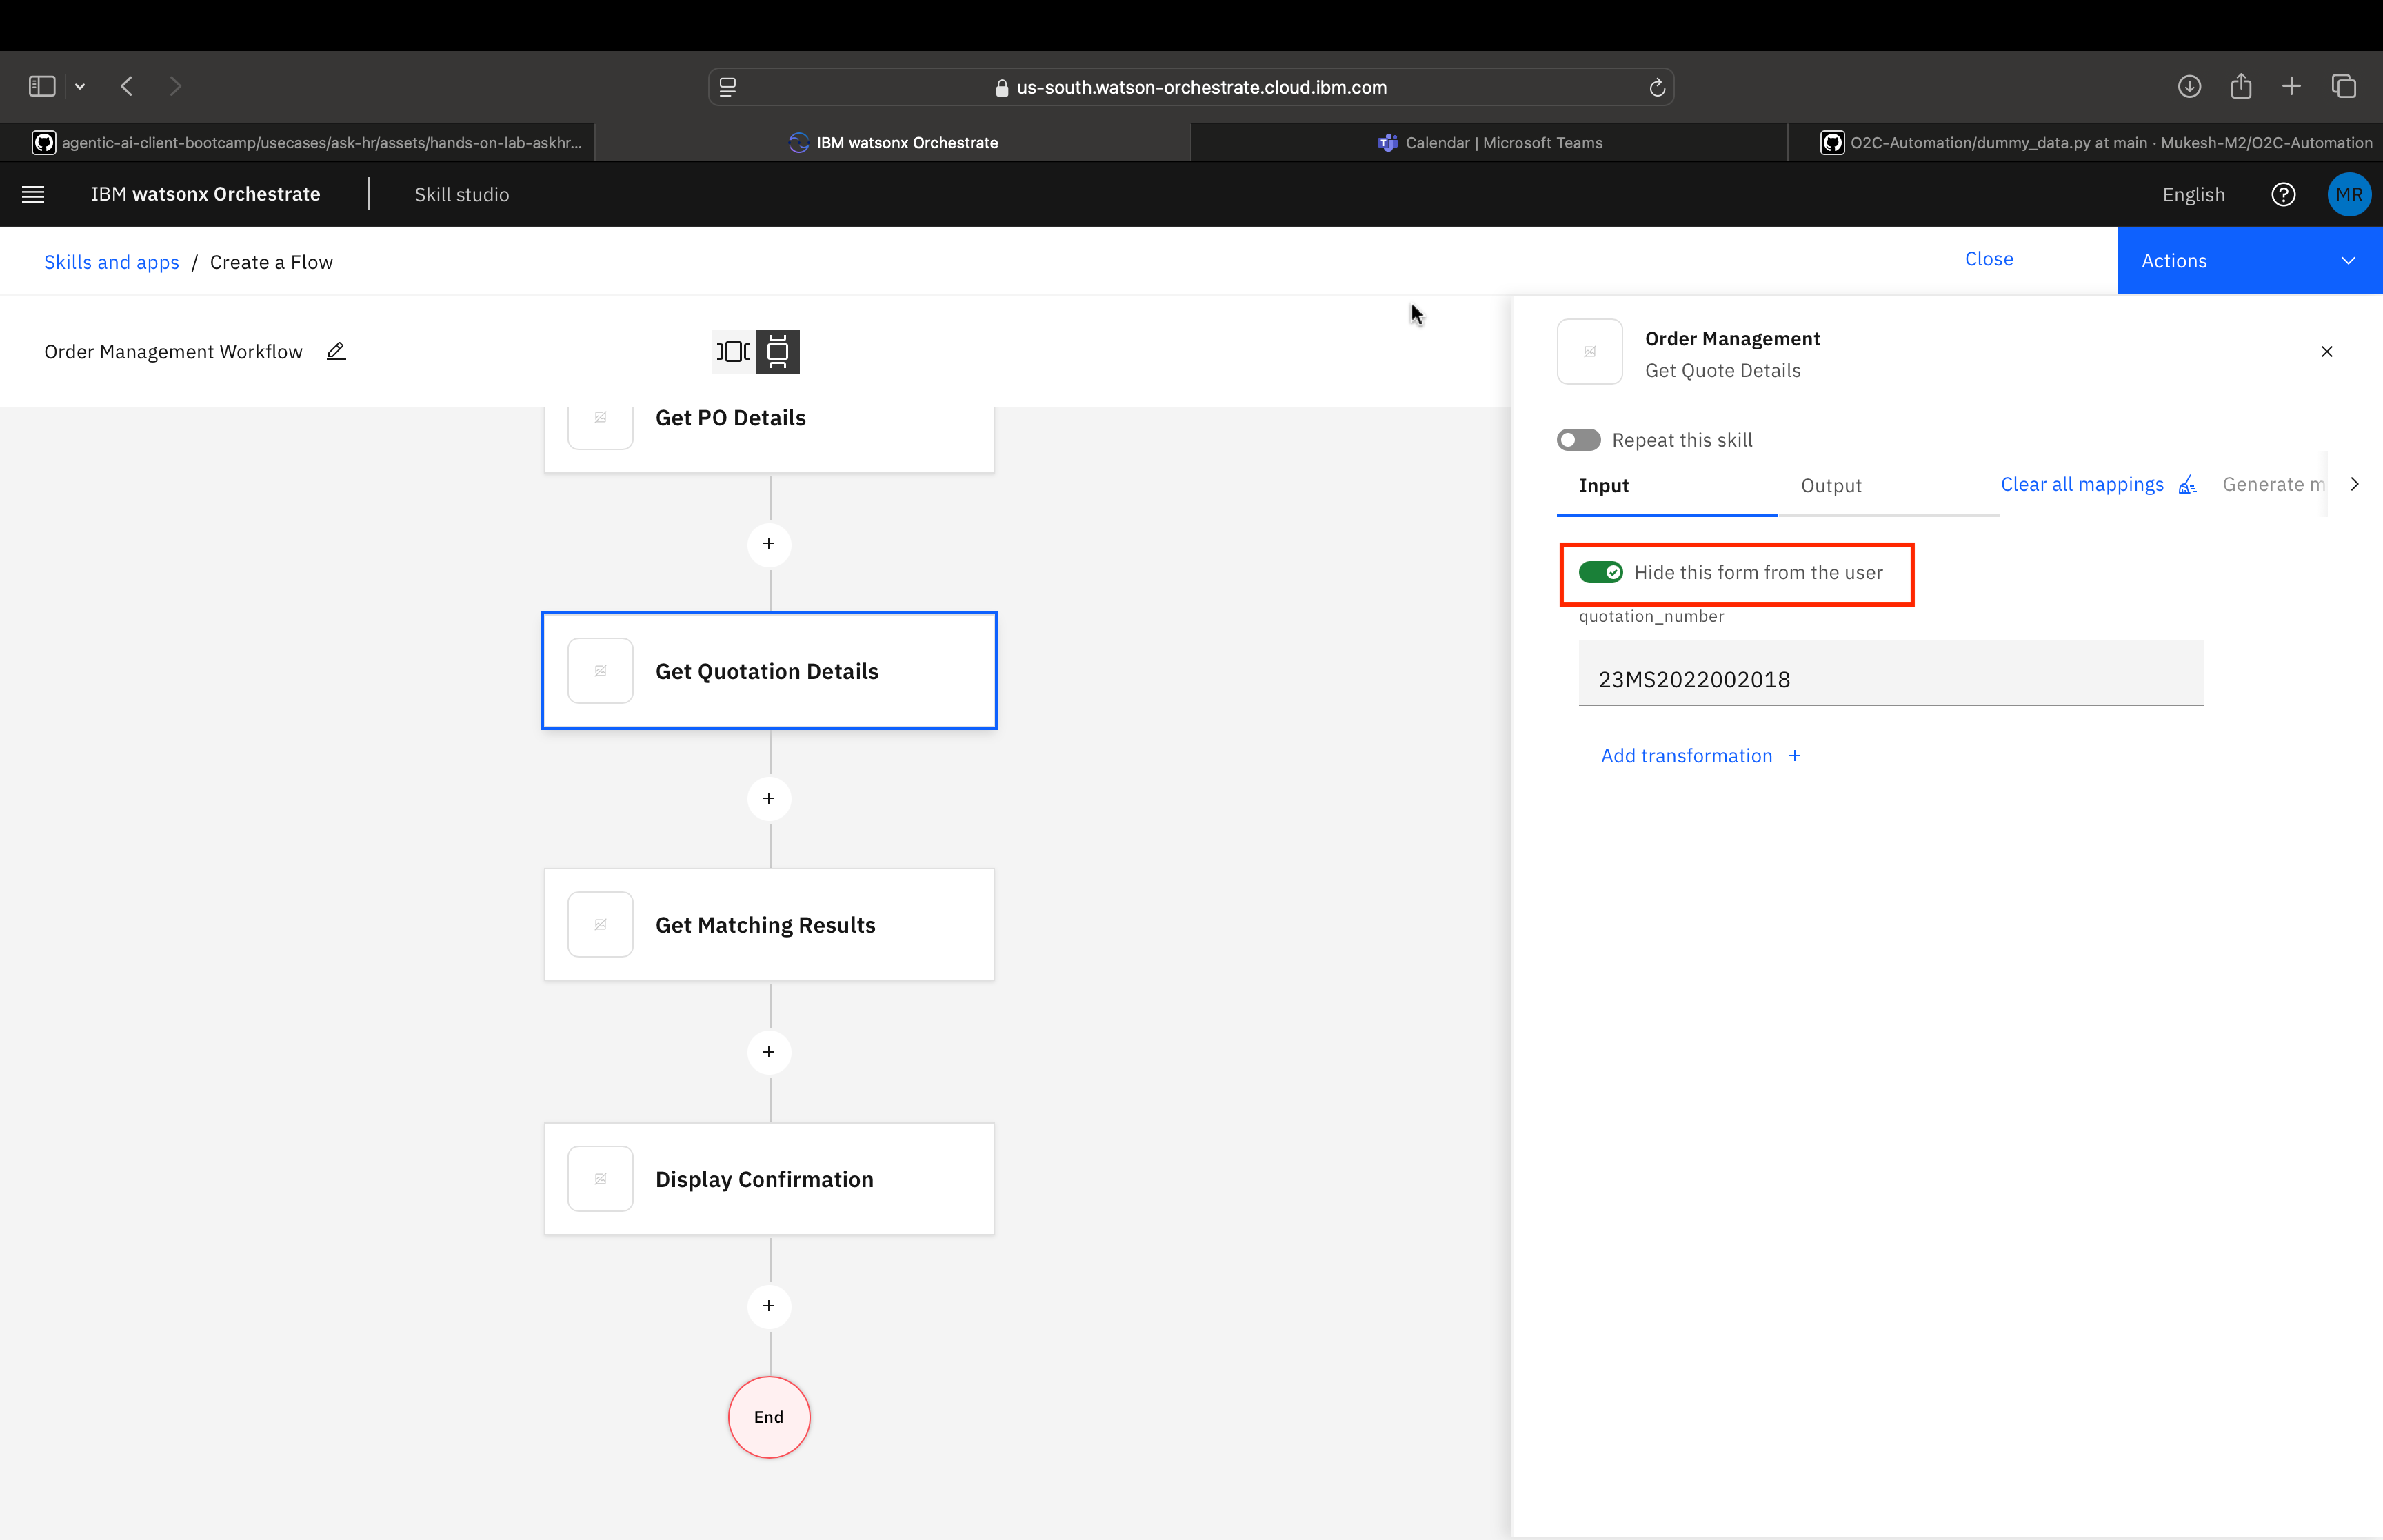 us-south.watson-orchestrate.cloud.ibm.com
agentic-ai-client-bootcamp/usecases/ask-hr/assets/hands-on-lab-askhr...
IBM watsonx Orchestrate
Calendar | Microsoft Teams
O2C-Automation/dummy_data.py at main · Mukesh-M2/O2C-Automation
IBM watsonx Orchestrate
Skill studio
English
MR
Skills and apps / Create a Flow
Close
Actions
Order Management Workflow
Get PO Details
Get Quotation Details
Get Matching Results
Display Confirmation
End
Order Management
Get Quote Details
Repeat this skill
Input
Output
Clear all mappings
Generate m
Hide this form from the user
quotation_number
23MS2022002018
Add transformation +